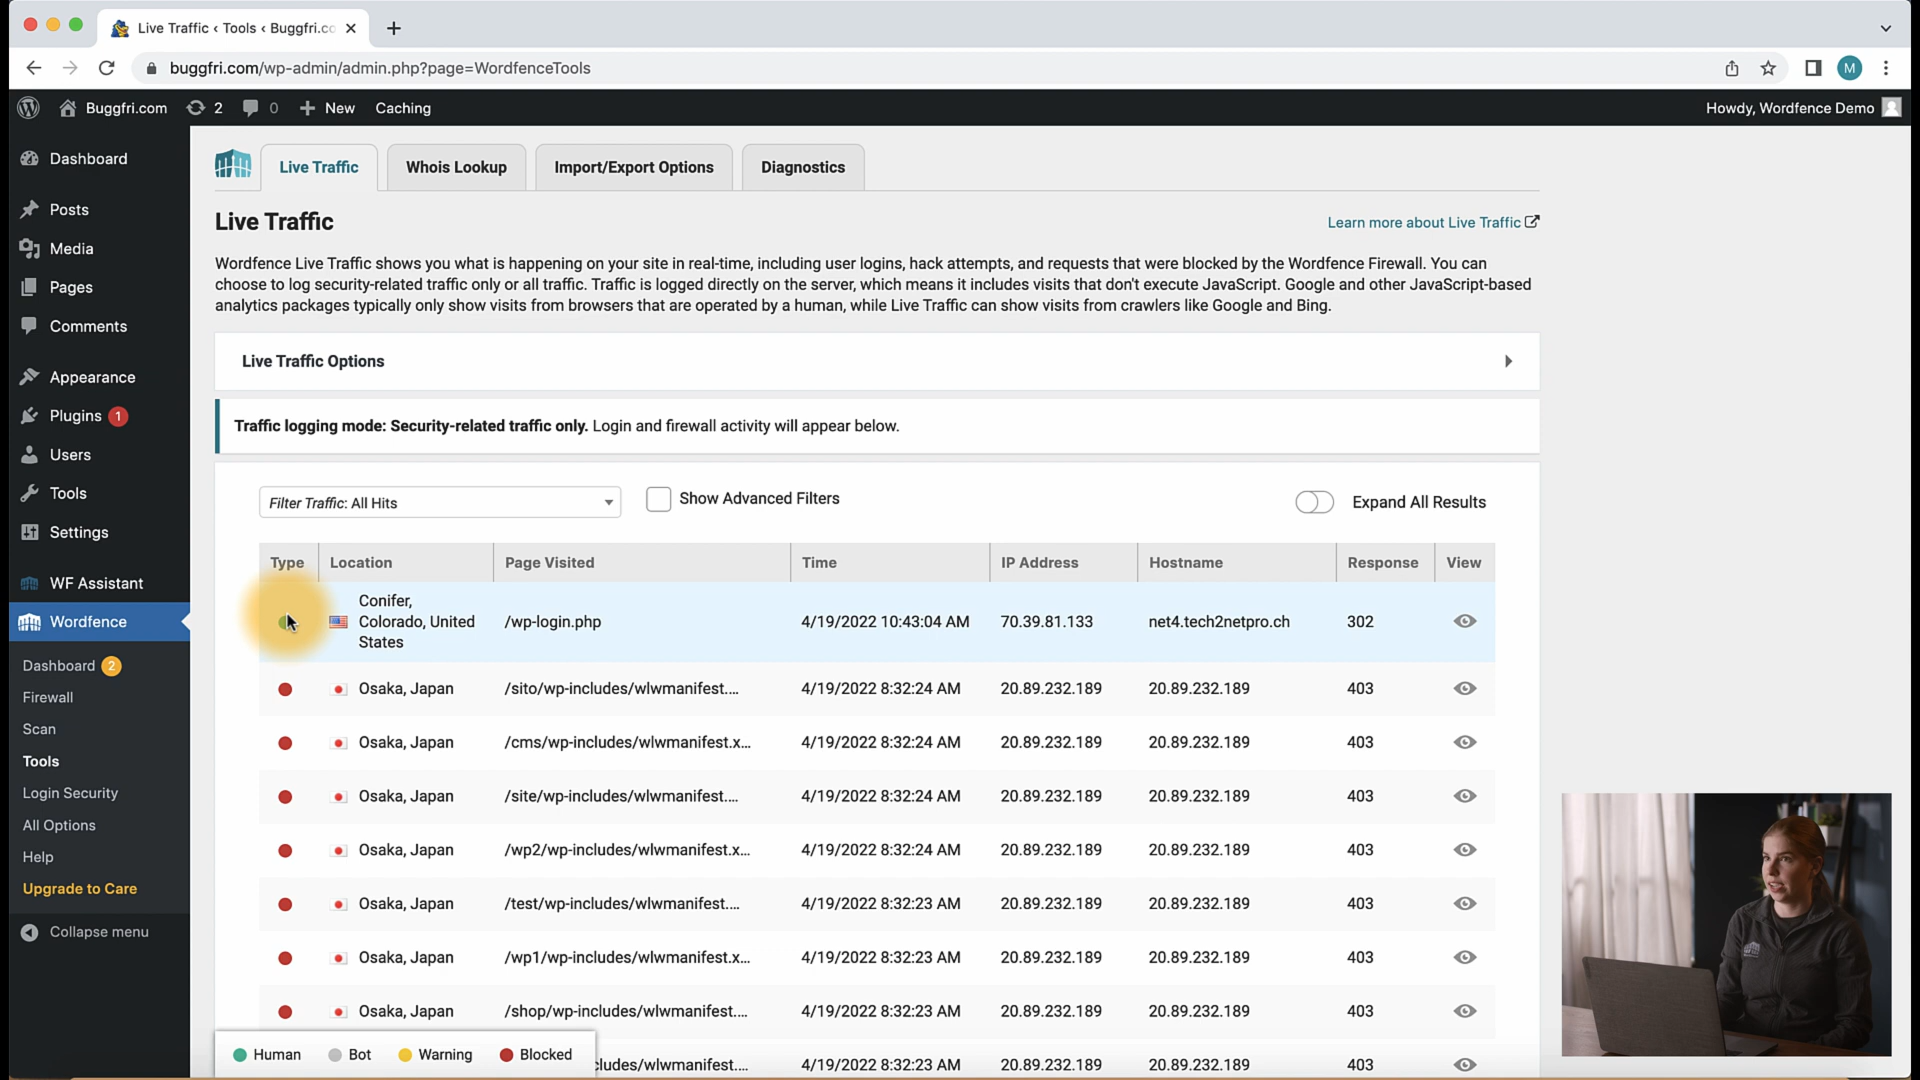 Live Traffic ‹ Tools ‹ Buggfri.co
buggfri.com/wp-admin/admin.php?page=WordfenceTools
M
Buggfri.com
2
0
New
Caching
Howdy, Wordfence Demo
Dashboard
Posts
Media
Pages
Comments
Appearance
Plugins 1
Users
Tools
Settings
WF Assistant
Wordfence
Dashboard 2
Firewall
Scan
Tools
Login Security
All Options
Help
Upgrade to Care
Collapse menu
Live Traffic
Whois Lookup
Import/Export Options
Diagnostics
Live Traffic
Learn more about Live Traffic
Wordfence Live Traffic shows you what is happening on your site in real-time, including user logins, hack attempts, and requests that were blocked by the Wordfence Firewall. You can
choose to log security-related traffic only or all traffic. Traffic is logged directly on the server, which means it includes visits that don't execute JavaScript. Google and other JavaScript-based
analytics packages typically only show visits from browsers that are operated by a human, while Live Traffic can show visits from crawlers like Google and Bing.
Live Traffic Options
Traffic logging mode: Security-related traffic only. Login and firewall activity will appear below.
Filter Traffic: All Hits
Show Advanced Filters
Expand All Results
Type Location Page Visited Time IP Address Hostname Response View
Conifer,
Colorado, United
States
/wp-login.php 4/19/2022 10:43:04 AM 70.39.81.133 net4.tech2netpro.ch 302
Osaka, Japan /sito/wp-includes/wlwmanifest.... 4/19/2022 8:32:24 AM 20.89.232.189 20.89.232.189 403
Osaka, Japan /cms/wp-includes/wlwmanifest.x... 4/19/2022 8:32:24 AM 20.89.232.189 20.89.232.189 403
Osaka, Japan /site/wp-includes/wlwmanifest.... 4/19/2022 8:32:24 AM 20.89.232.189 20.89.232.189 403
Osaka, Japan /wp2/wp-includes/wlwmanifest.x... 4/19/2022 8:32:24 AM 20.89.232.189 20.89.232.189 403
Osaka, Japan /test/wp-includes/wlwmanifest.... 4/19/2022 8:32:23 AM 20.89.232.189 20.89.232.189 403
Osaka, Japan /wp1/wp-includes/wlwmanifest.x... 4/19/2022 8:32:23 AM 20.89.232.189 20.89.232.189 403
Osaka, Japan /shop/wp-includes/wlwmanifest.... 4/19/2022 8:32:23 AM 20.89.232.189 20.89.232.189 403
cludes/wlwmanifest.... 4/19/2022 8:32:23 AM 20.89.232.189 20.89.232.189 403
Human Bot Warning Blocked